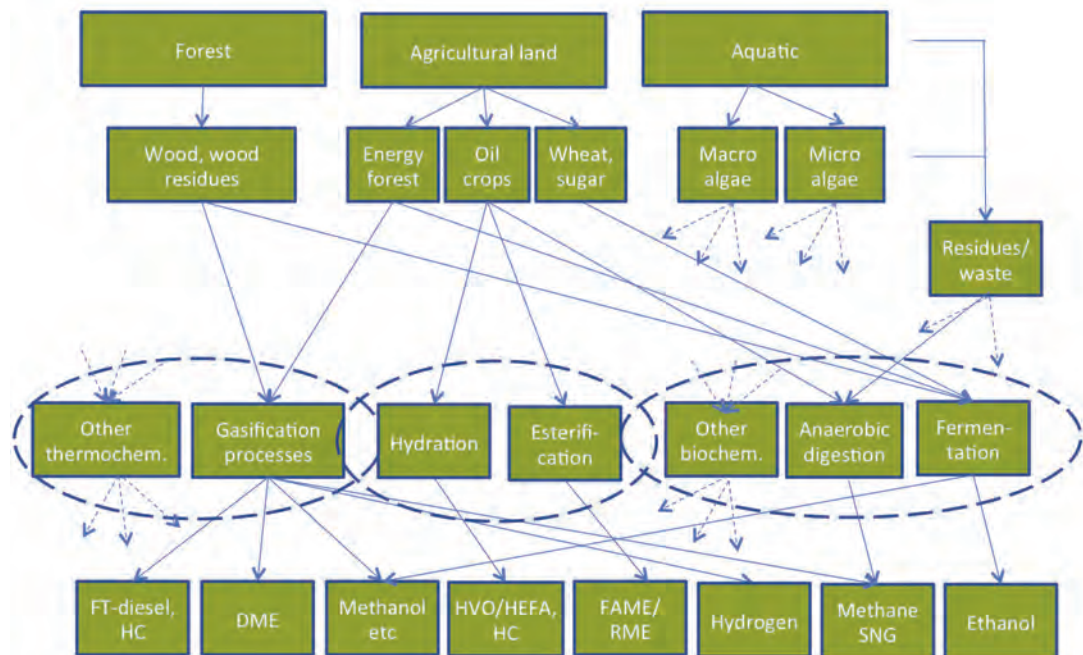 Forest
Agricultural land
Aquatic
Wood, wood
residues
Energy
forest
Oil
crops
Wheat,
sugar
Macro
algae
Micro
algae
Residues/
waste
Other
thermochem.
Gasification
processes
Hydration
Esterifi-
cation
Other
biochem.
Anaerobic
digestion
Fermen-
tation
FT-diesel,
HC
DME
Methanol
etc
HVO/HEFA,
HC
FAME/
RME
Hydrogen
Methane
SNG
Ethanol